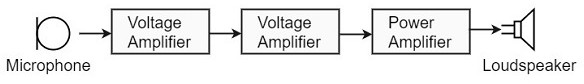 Voltage
Amplifier
Voltage
Amplifier
Power
Amplifier
Microphone
Loudspeaker